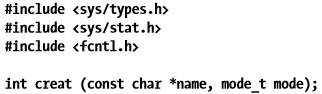 #include <sys/types.h>
#include <sys/stat.h>
#include <fcntl.h>
int creat (const char *name, mode_t mode);